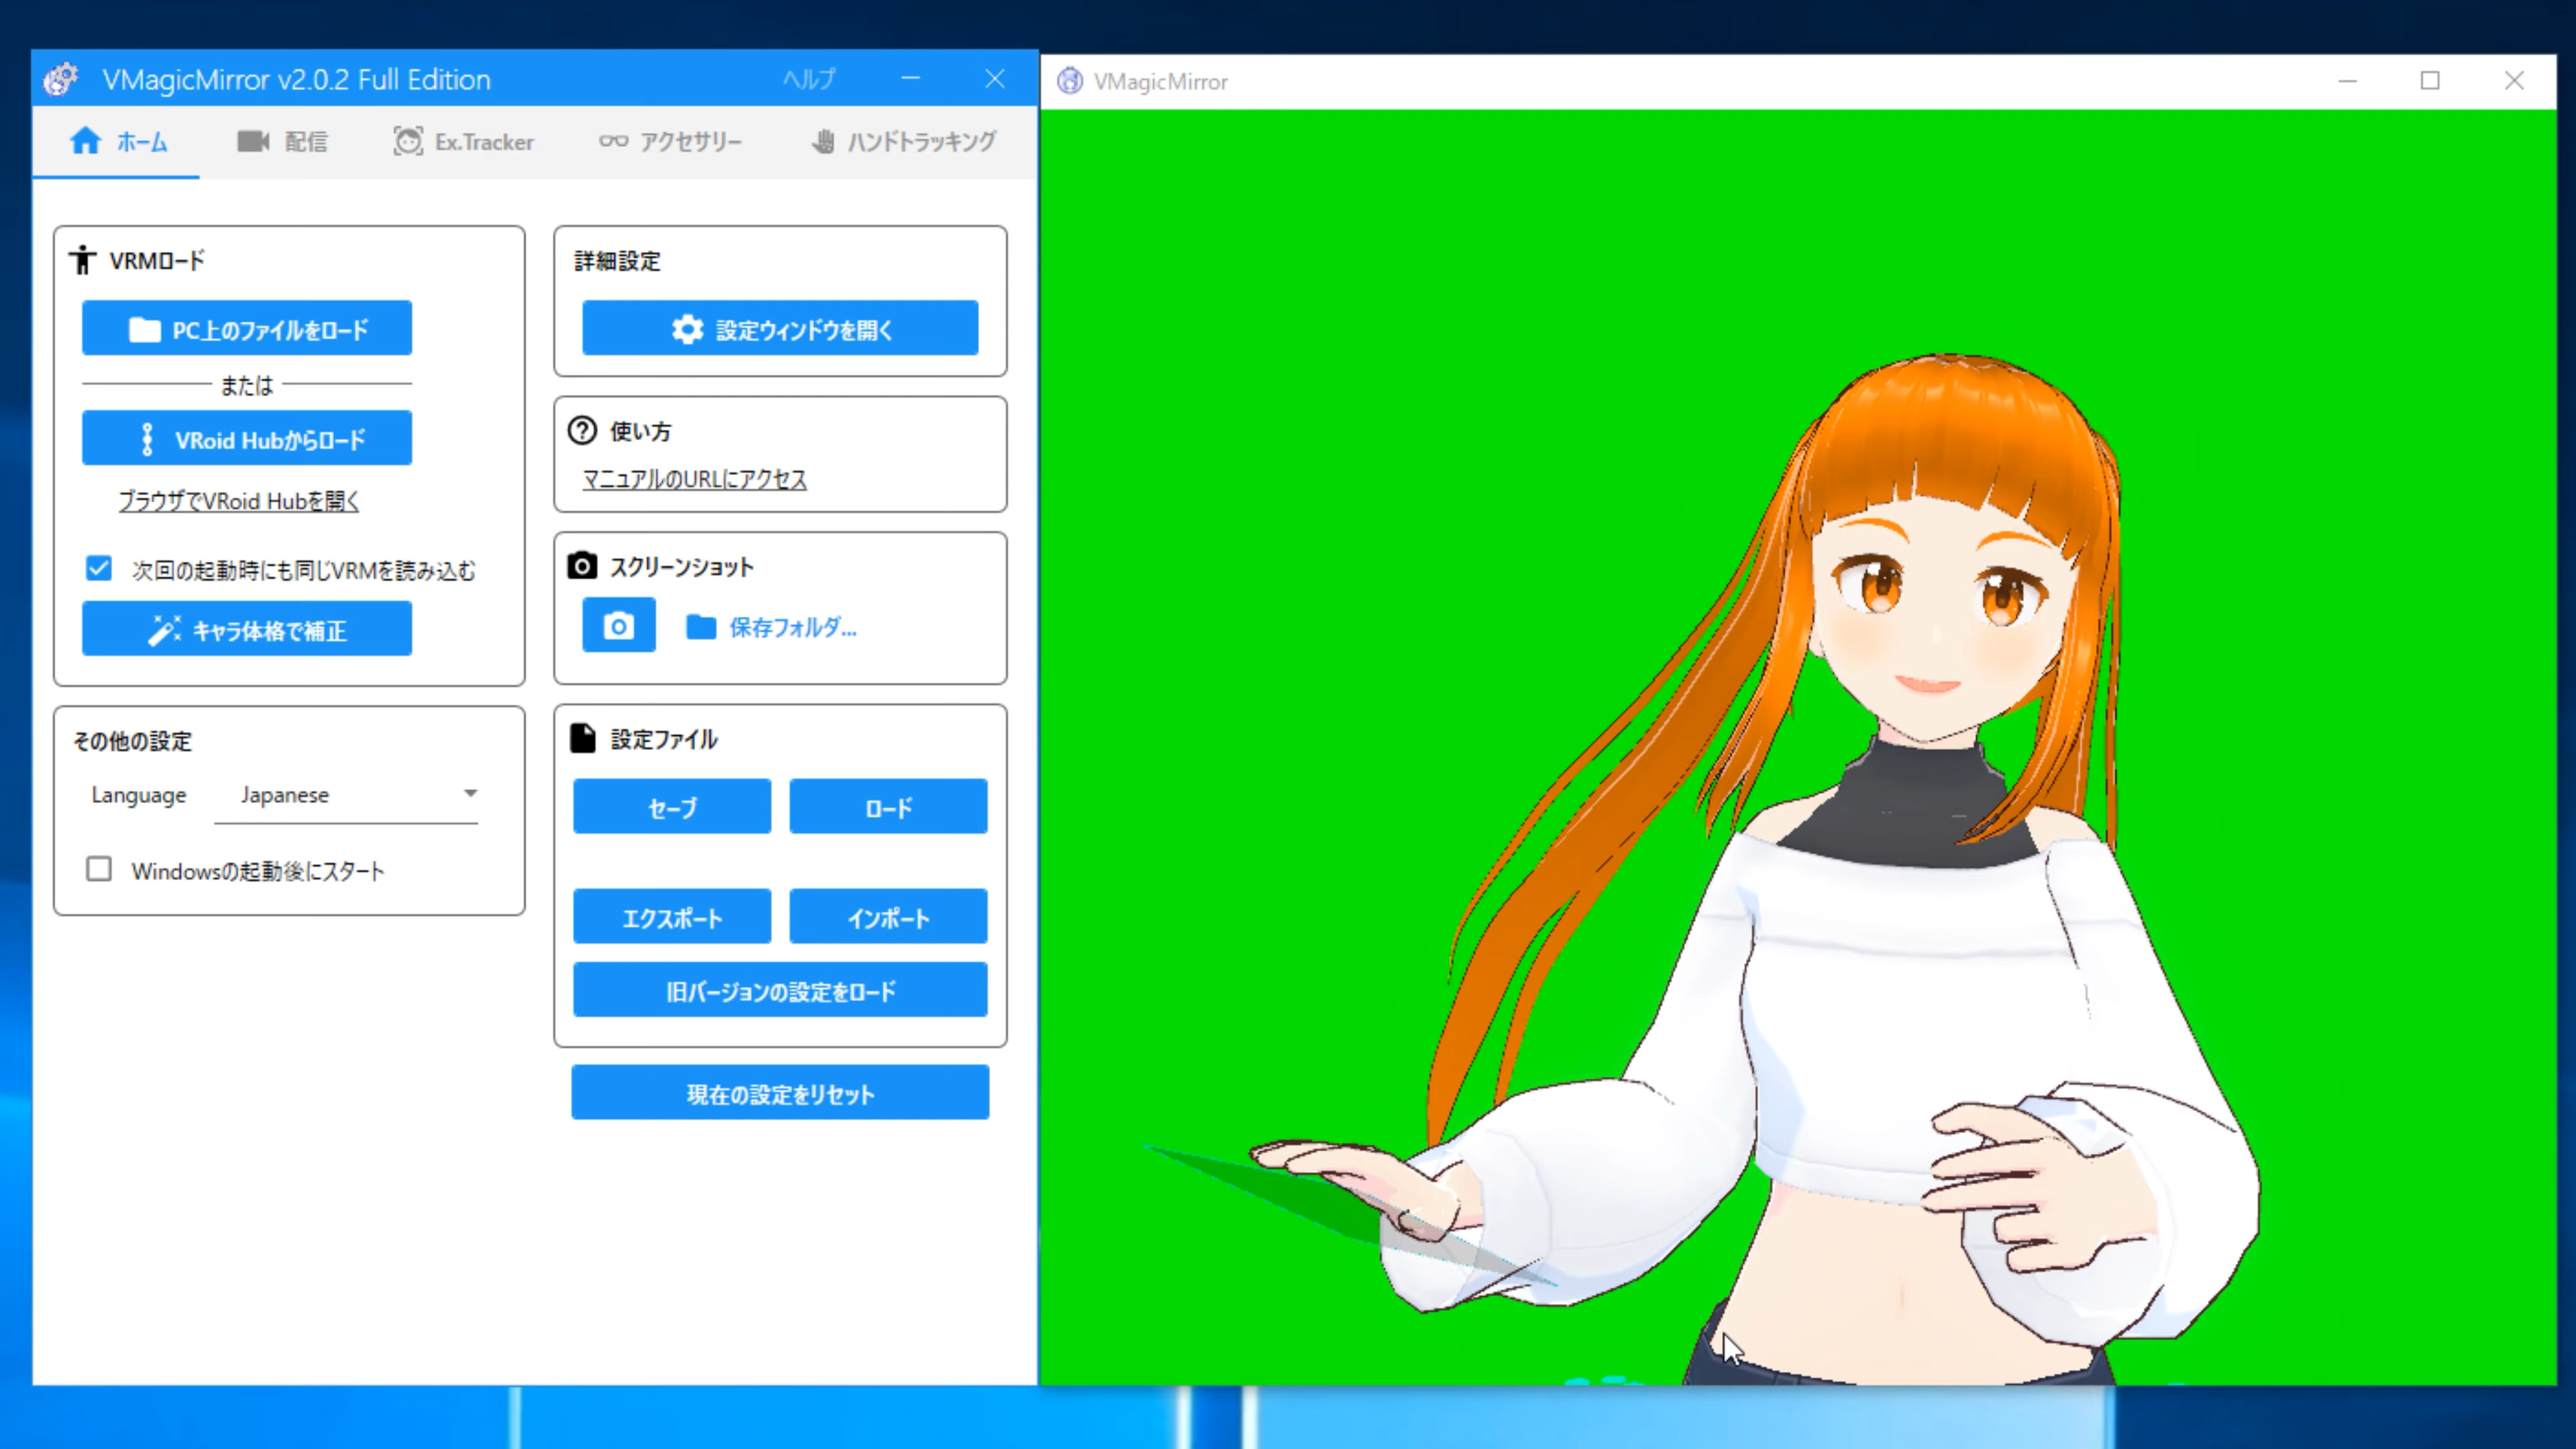 VMagicMirror v2.0.2 Full Edition
ヘルプ
ホーム
配信
Ex.Tracker
アクセサリー
ハンドトラッキング
VRMロード
PC上のファイルをロード
または
VRoid Hubからロード
ブラウザでVRoid Hubを開く
次回の起動時にも同じVRMを読み込む
キャラ体格で補正
その他の設定
Language
Japanese
Windowsの起動後にスタート
詳細設定
設定ウィンドウを開く
使い方
マニュアルのURLにアクセス
スクリーンショット
保存フォルダ...
設定ファイル
セーブ
ロード
エクスポート
インポート
旧バージョンの設定をロード
現在の設定をリセット
VMagicMirror